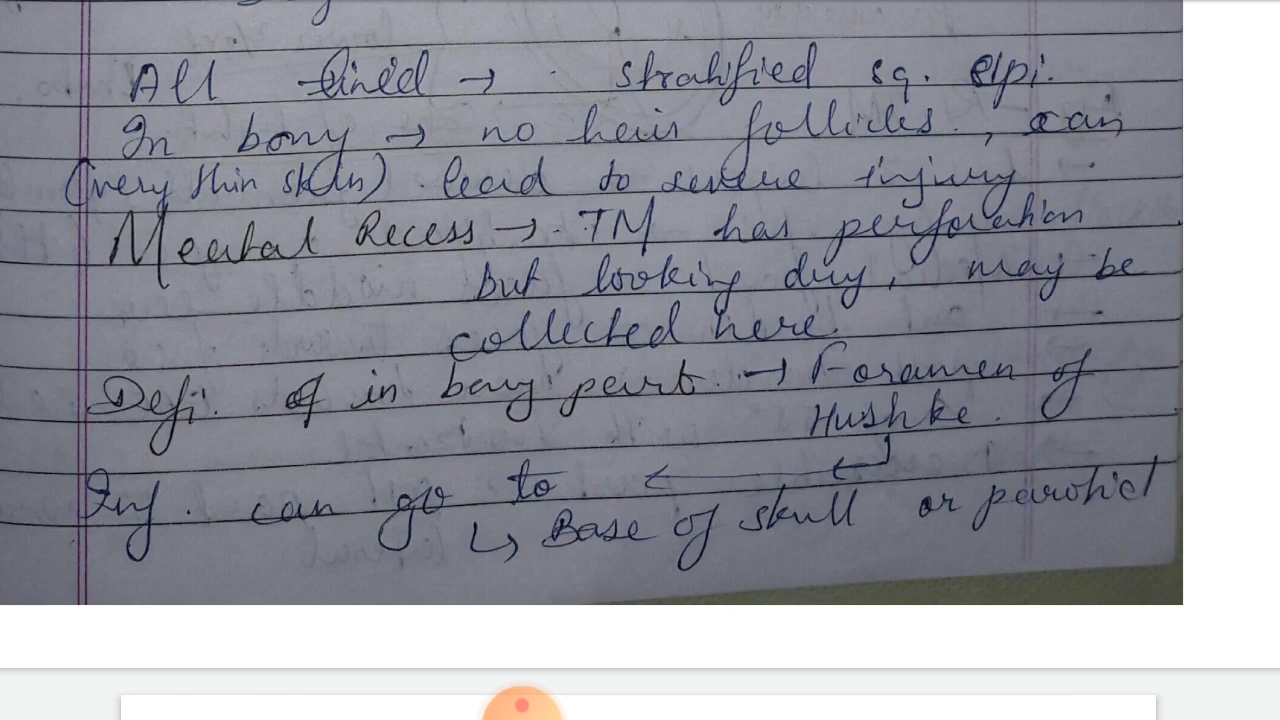 All lined → stratified sq. epi.
In bony → no hair follicles, can
(very thin skin) lead to severe injury
Meatal Recess → TM has perforation
but looking dry, may be
collected here
Defi. of in bony part → Foramen of
Hushke.
Inf. can go to ←
↳ Base of skull or parotid